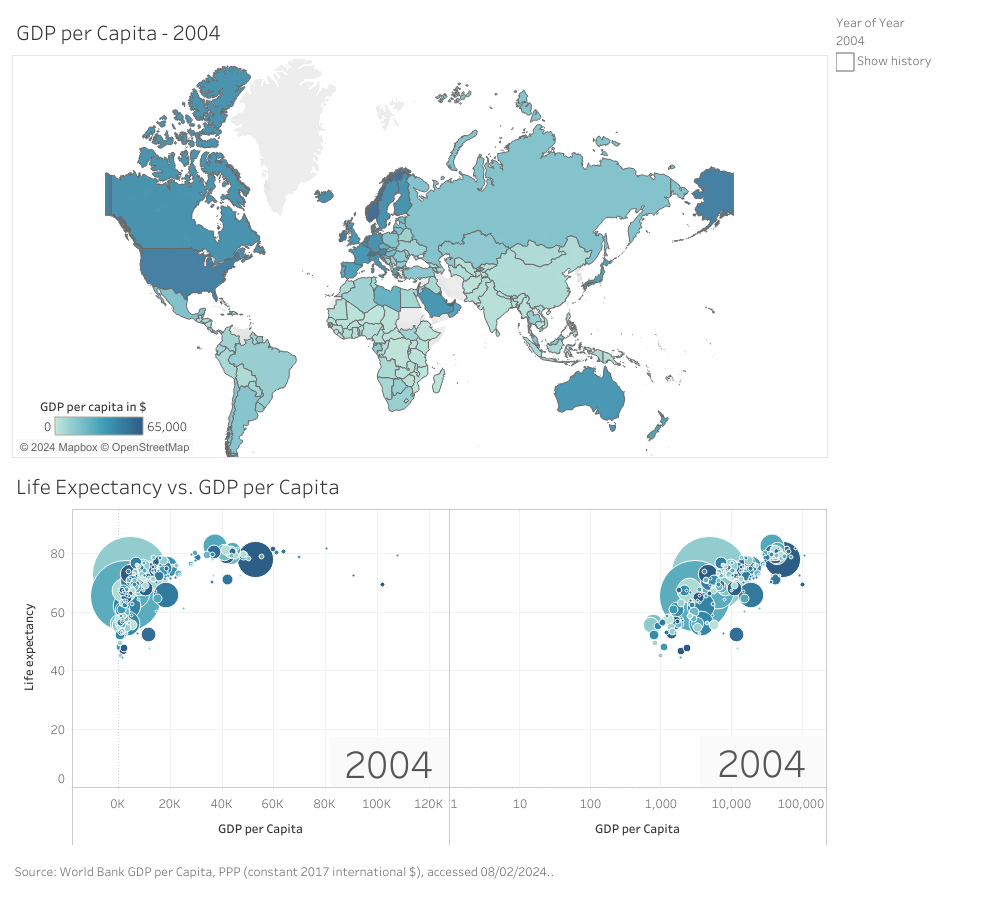 GDP per Capita - 2004
Year of Year
2004
Show history
GDP per capita in $
0 65,000
© 2024 Mapbox © OpenStreetMap
Life Expectancy vs. GDP per Capita
80
60
40
20
0
Life expectancy
2004
2004
0K 20K 40K 60K 80K 100K 120K 1 10 100 1,000 10,000 100,000
GDP per Capita GDP per Capita
Source: World Bank GDP per Capita, PPP (constant 2017 international $), accessed 08/02/2024..